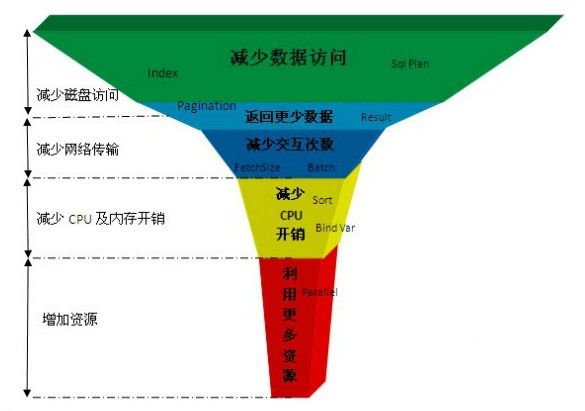 减少数据访问
Index
Sql Plan
减少磁盘访问
Pagination
返回更少数据
Result
减少网络传输
减少交互次数
FetchSize
Batch
减少 CPU 及内存开销
减少
CPU
开销
Sort
Bind Var
增加资源
利用更多资源
Parallel